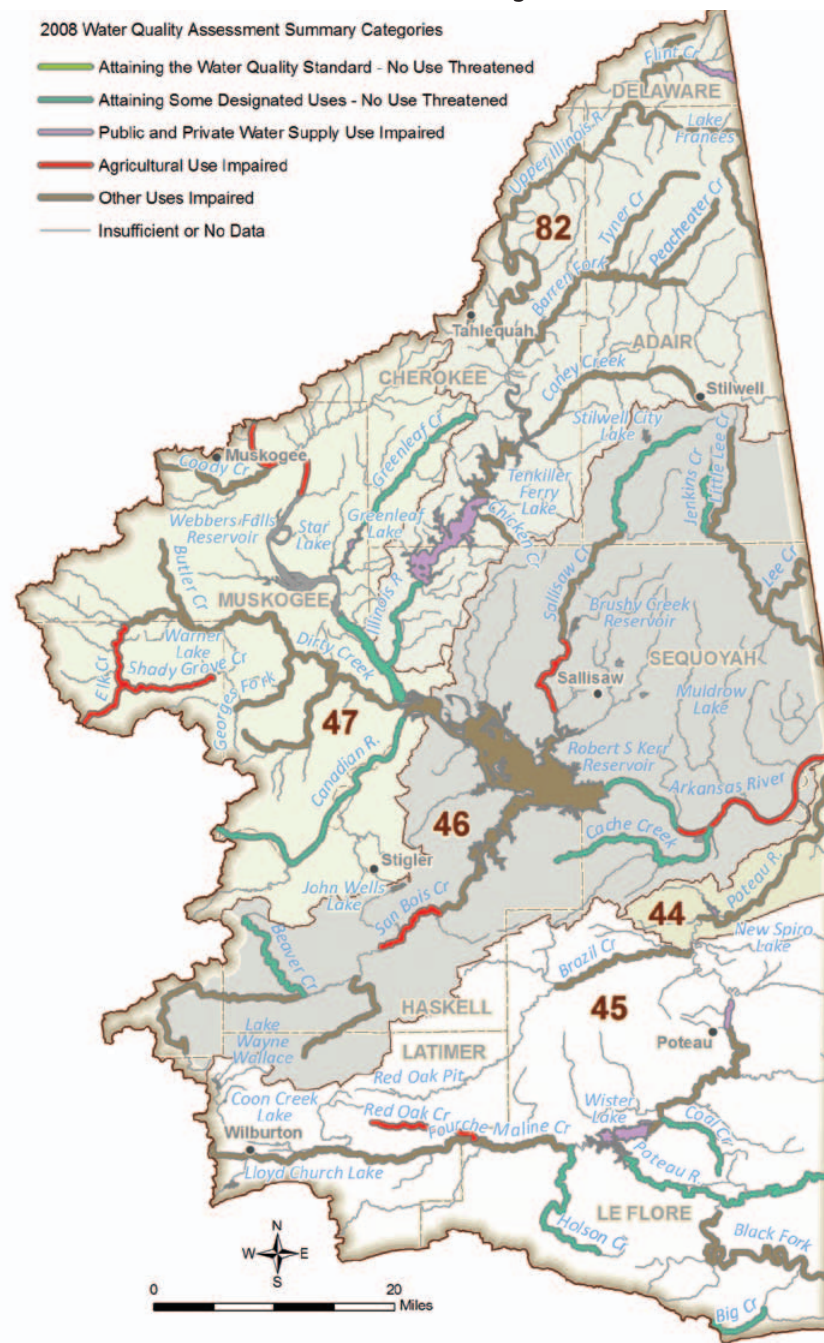 2008 Water Quality Assessment Summary Categories
Attaining the Water Quality Standard - No Use Threatened
Attaining Some Designated Uses - No Use Threatened
Public and Private Water Supply Use Impaired
Agricultural Use Impaired
Other Uses Impaired
Insufficient or No Data
Flint Cr
DELAWARE
Lake
Frances
Upper Illinois R
Tyner Cr
Peacheater Cr
82
Barren Fork
Tahlequah
ADAIR
CHEROKEE
Caney Creek
Stilwell
Stilwell City
Lake
Greenleaf Cr
Muskogee
Coody Cr
Jenkins Cr
Little Lee Cr
Tenkiller
Ferry
Lake
Webbers Falls
Reservoir
Star
Lake
Greenleaf
Lake
Chicken Cr
Butler Cr
Illinois R
Sallisaw Cr
Lee Cr
MUSKOGEE
Brushy Creek
Reservoir
Warner
Lake
Dirty Creek
SEQUOYAH
Elk Cr
Shady Grove Cr
Sallisaw
Muldrow
Lake
Georges Fork
47
Canadian R.
Robert S Kerr
Reservoir
Arkansas River
46
Cache Creek
Stigler
John Wells
Lake
San Bois Cr
Poteau R.
44
New Spiro
Lake
Beaver Cr
Brazil Cr
HASKELL
45
Lake
Wayne
Wallace
LATIMER
Poteau
Red Oak Pit
Coon Creek
Lake
Red Oak Cr
Wister
Lake
Coal Cr
Wilburton
Fourche Maline Cr
Lloyd Church Lake
Poteau R.
LE FLORE
Holson Cr
Black Fork
Big Cr
N
W
E
S
0
20
Miles